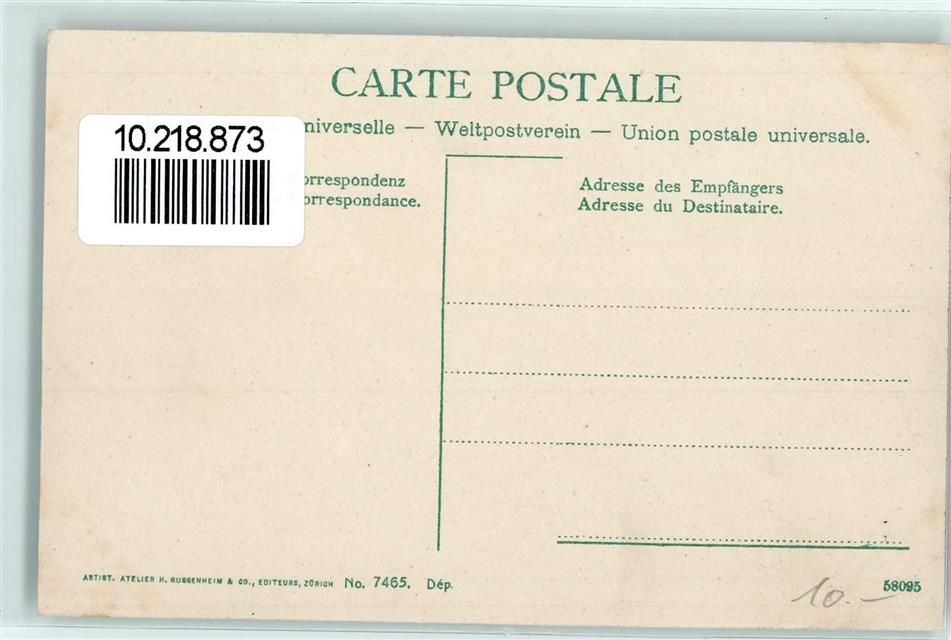 CARTE POSTALE
niverselle — Weltpostverein — Union postale universale.
10.218.873
orrespondenz
orrespondance.
Adresse des Empfängers
Adresse du Destinataire.
ARTIST. ATELIER H. GUGGENHEIM & CO., EDITEURS, ZÜRICH No. 7465. Dép.
10.—
58095